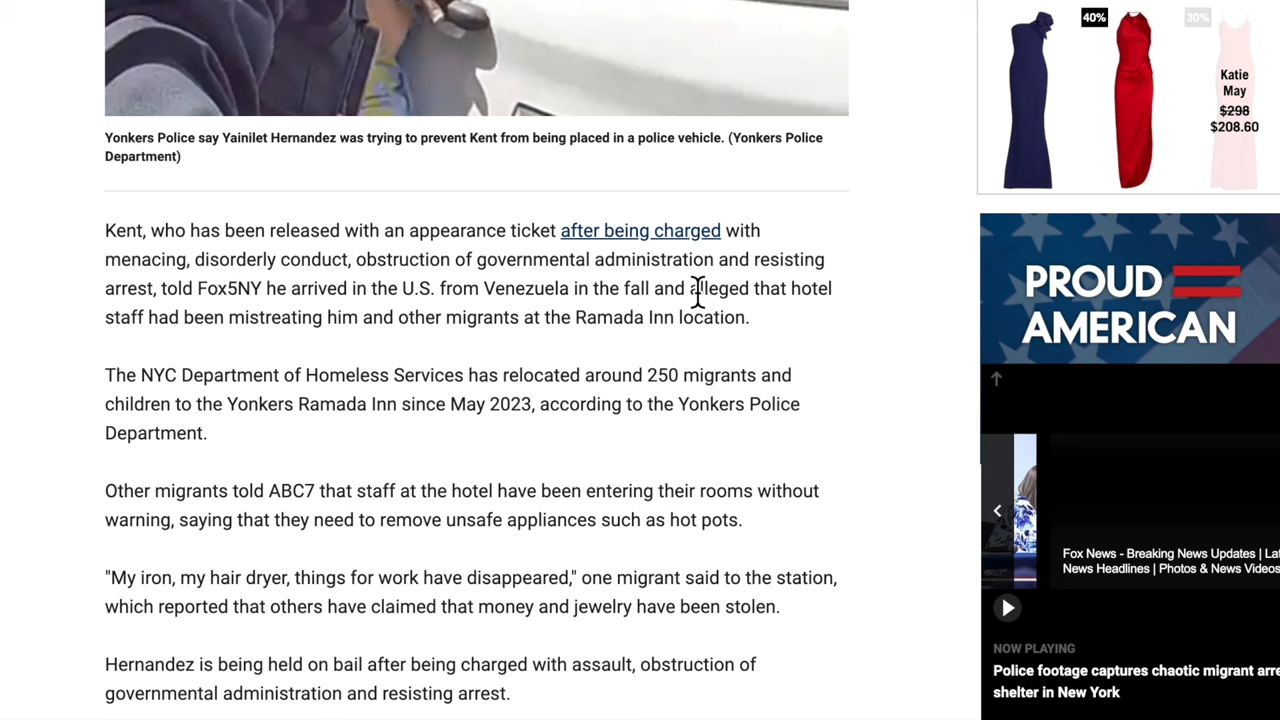 Yonkers Police say Yainilet Hernandez was trying to prevent Kent from being placed in a police vehicle. (Yonkers Police
Department)
Kent, who has been released with an appearance ticket after being charged with
menacing, disorderly conduct, obstruction of governmental administration and resisting
arrest, told Fox5NY he arrived in the U.S. from Venezuela in the fall and alleged that hotel
staff had been mistreating him and other migrants at the Ramada Inn location.
The NYC Department of Homeless Services has relocated around 250 migrants and
children to the Yonkers Ramada Inn since May 2023, according to the Yonkers Police
Department.
Other migrants told ABC7 that staff at the hotel have been entering their rooms without
warning, saying that they need to remove unsafe appliances such as hot pots.
"My iron, my hair dryer, things for work have disappeared," one migrant said to the station,
which reported that others have claimed that money and jewelry have been stolen.
Hernandez is being held on bail after being charged with assault, obstruction of
governmental administration and resisting arrest.
40%
30%
Katie
May
$298
$208.60
PROUD
AMERICAN
Fox News - Breaking News Updates | Lat
News Headlines | Photos & News Videos
NOW PLAYING
Police footage captures chaotic migrant arre
shelter in New York